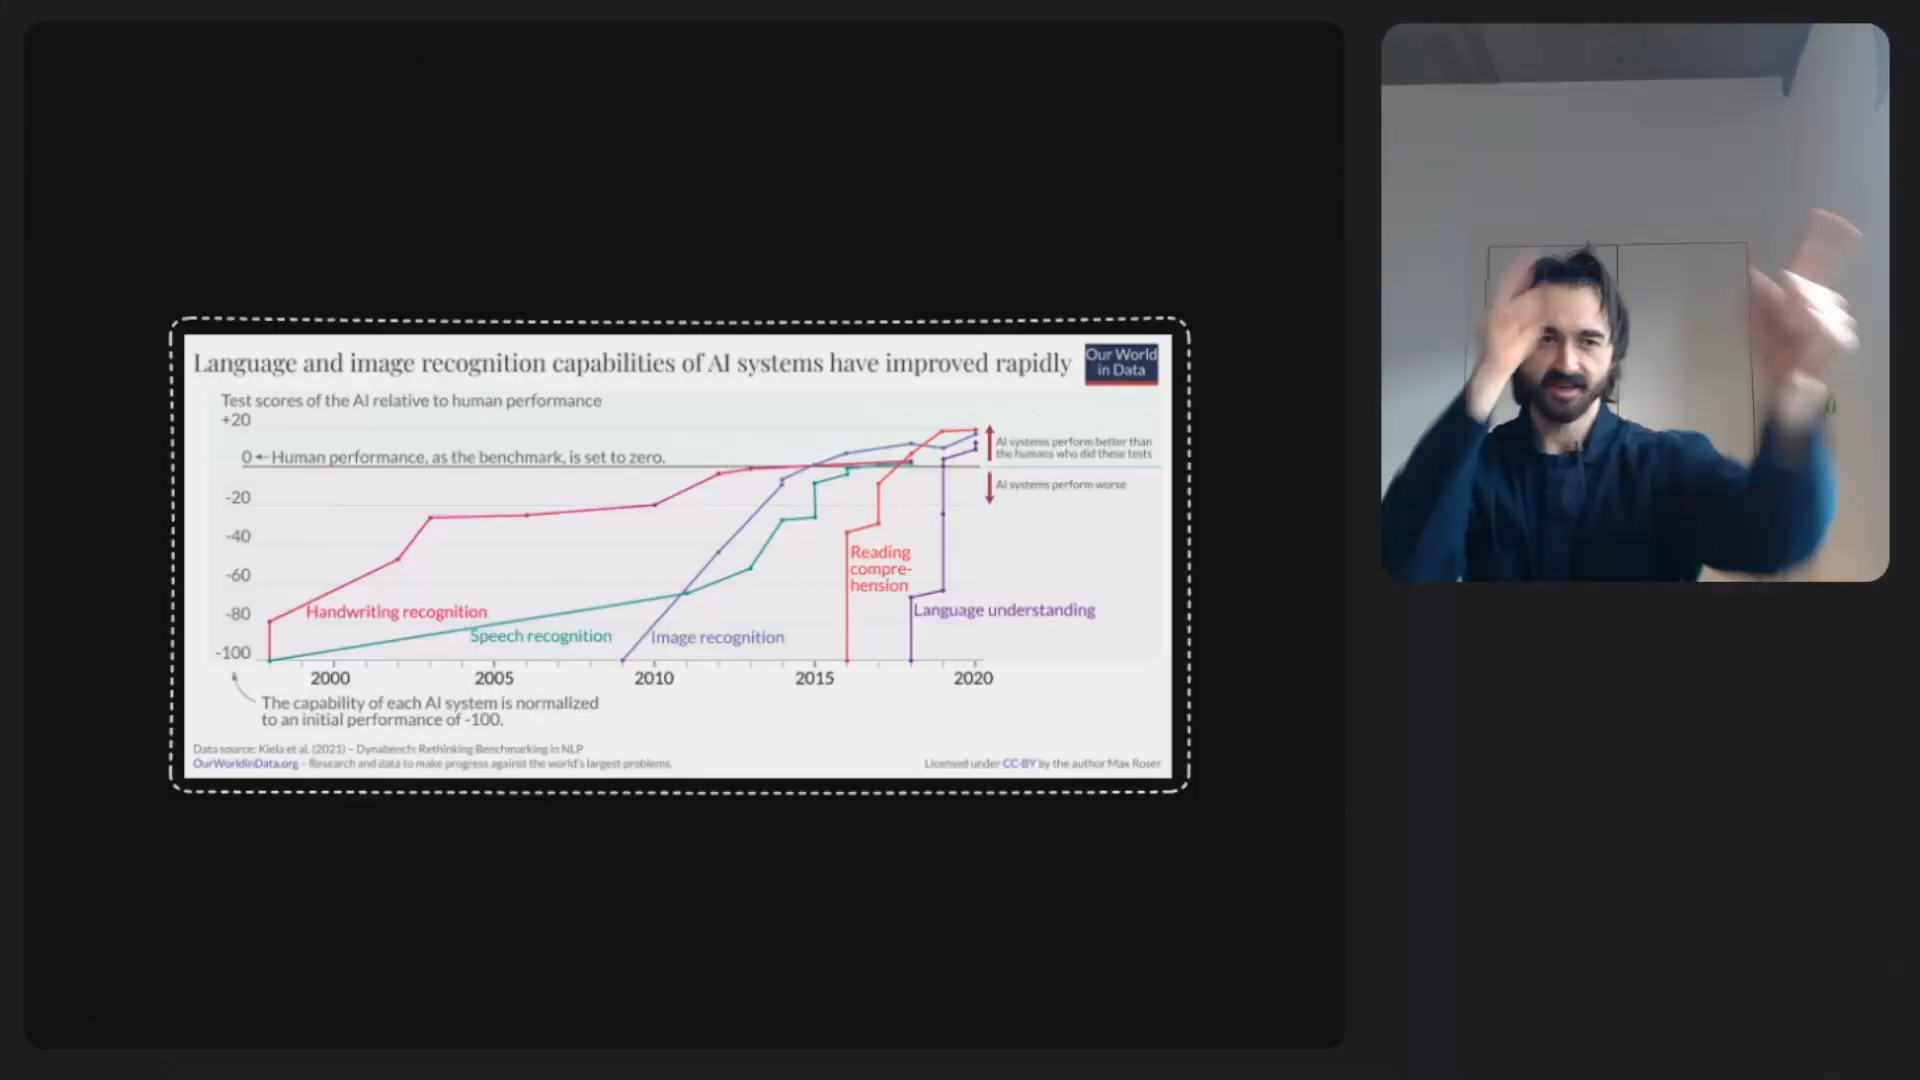 Language and image recognition capabilities of AI systems have improved rapidly
Our World
in Data
Test scores of the AI relative to human performance
+20
0 ←Human performance, as the benchmark, is set to zero.
-20
-40
-60
-80
-100
AI systems perform better than
the humans who did these tests
AI systems perform worse
Reading
compre-
hension
Handwriting recognition
Speech recognition
Image recognition
Language understanding
2000 2005 2010 2015 2020
The capability of each AI system is normalized
to an initial performance of -100.
Data source: Kiela et al. (2021) – Dynabench: Rethinking Benchmarking in NLP
OurWorldinData.org – Research and data to make progress against the world's largest problems.
Licensed under CC-BY by the author Max Roser